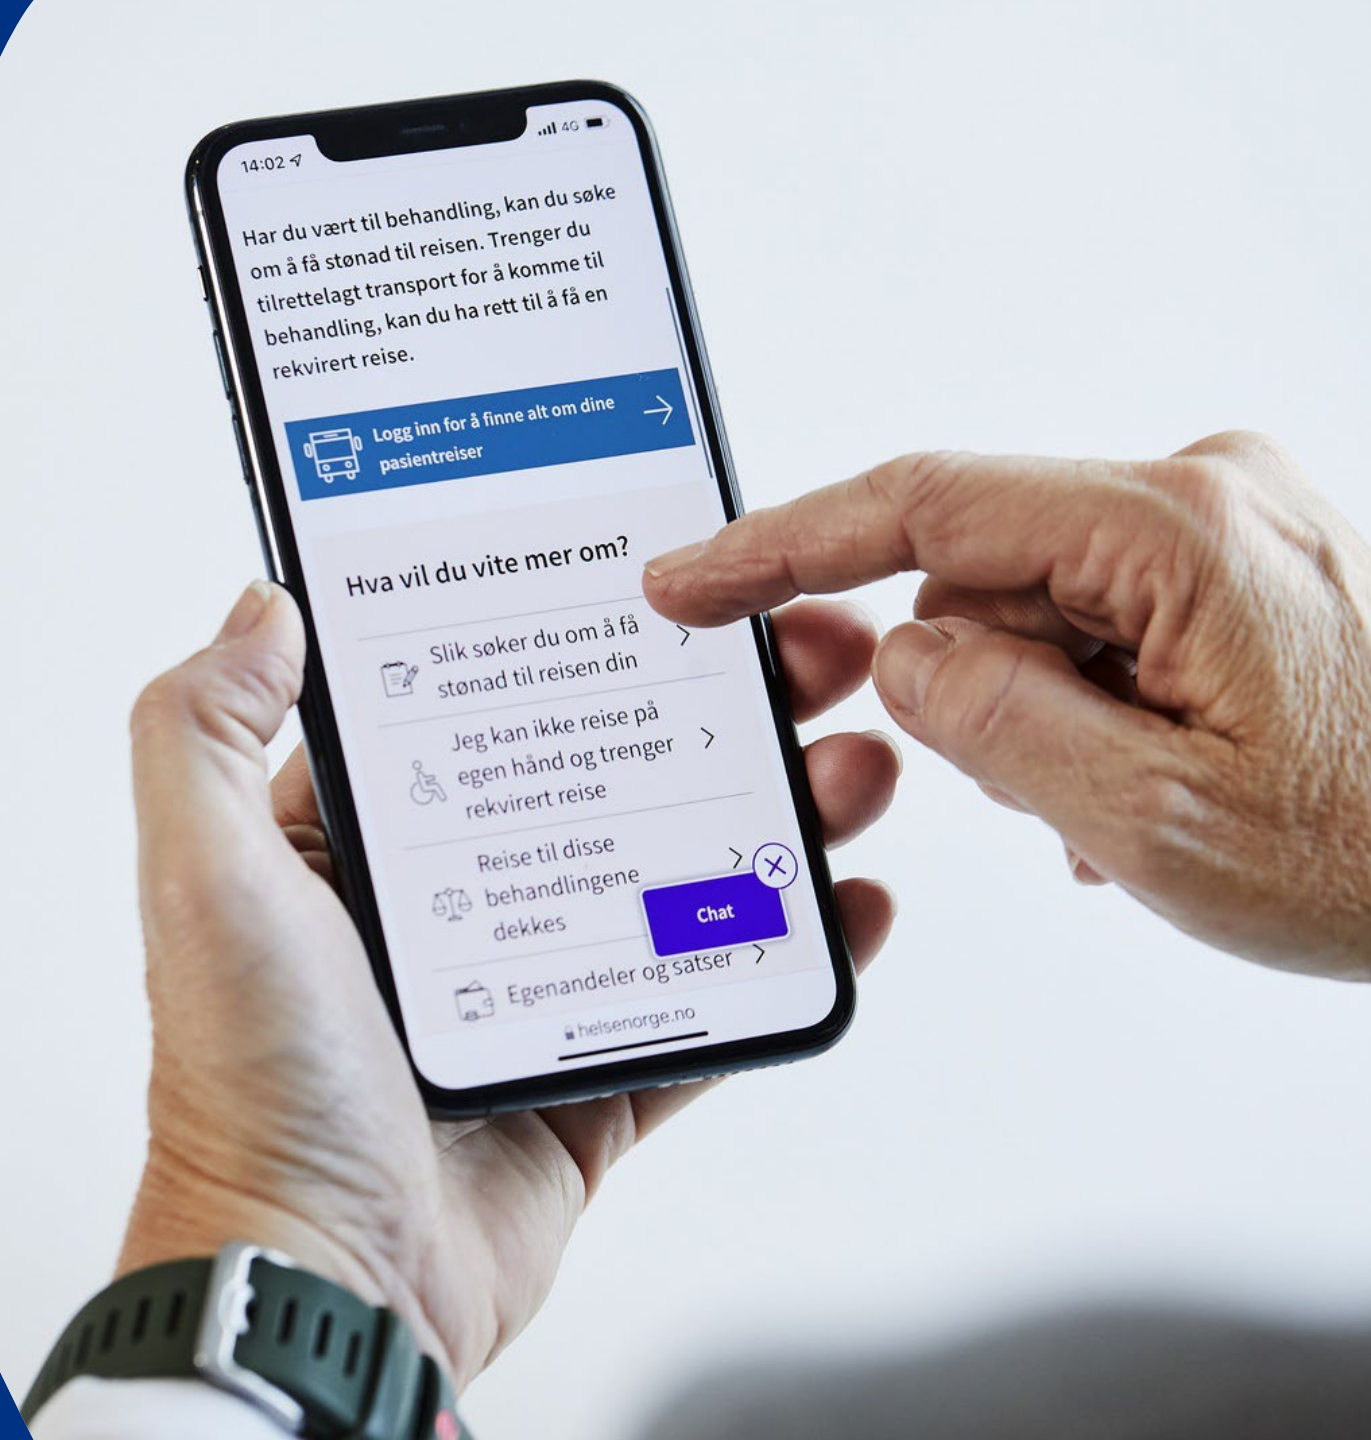 14:02
4G
Har du vært til behandling, kan du søke
om å få stønad til reisen. Trenger du
tilrettelagt transport for å komme til
behandling, kan du ha rett til å få en
rekvirert reise.
Logg inn for å finne alt om dine
pasientreiser
Hva vil du vite mer om?
Slik søker du om å få
stønad til reisen din
Jeg kan ikke reise på
egen hånd og trenger
rekvirert reise
Reise til disse
behandlingene
dekkes
Chat
Egenandeler og satser
helsenorge.no